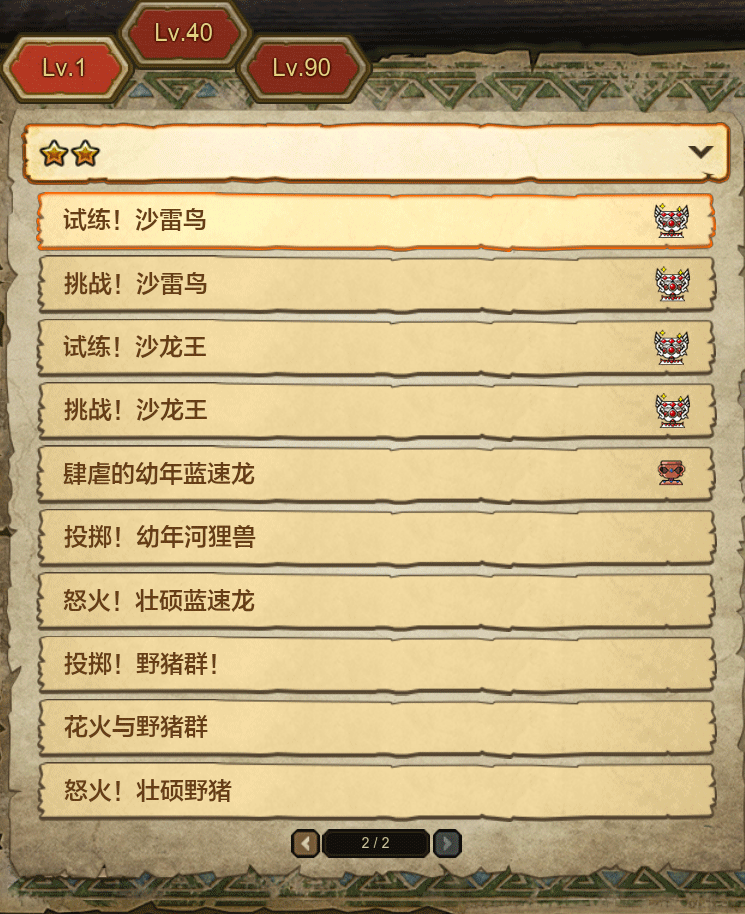 Lv.40
Lv.1
Lv.90
试练！沙雷鸟
挑战！沙雷鸟
试练！沙龙王
挑战！沙龙王
肆虐的幼年蓝速龙
投掷！幼年河狸兽
怒火！壮硕蓝速龙
投掷！野猪群！
花火与野猪群
怒火！壮硕野猪
2 / 2